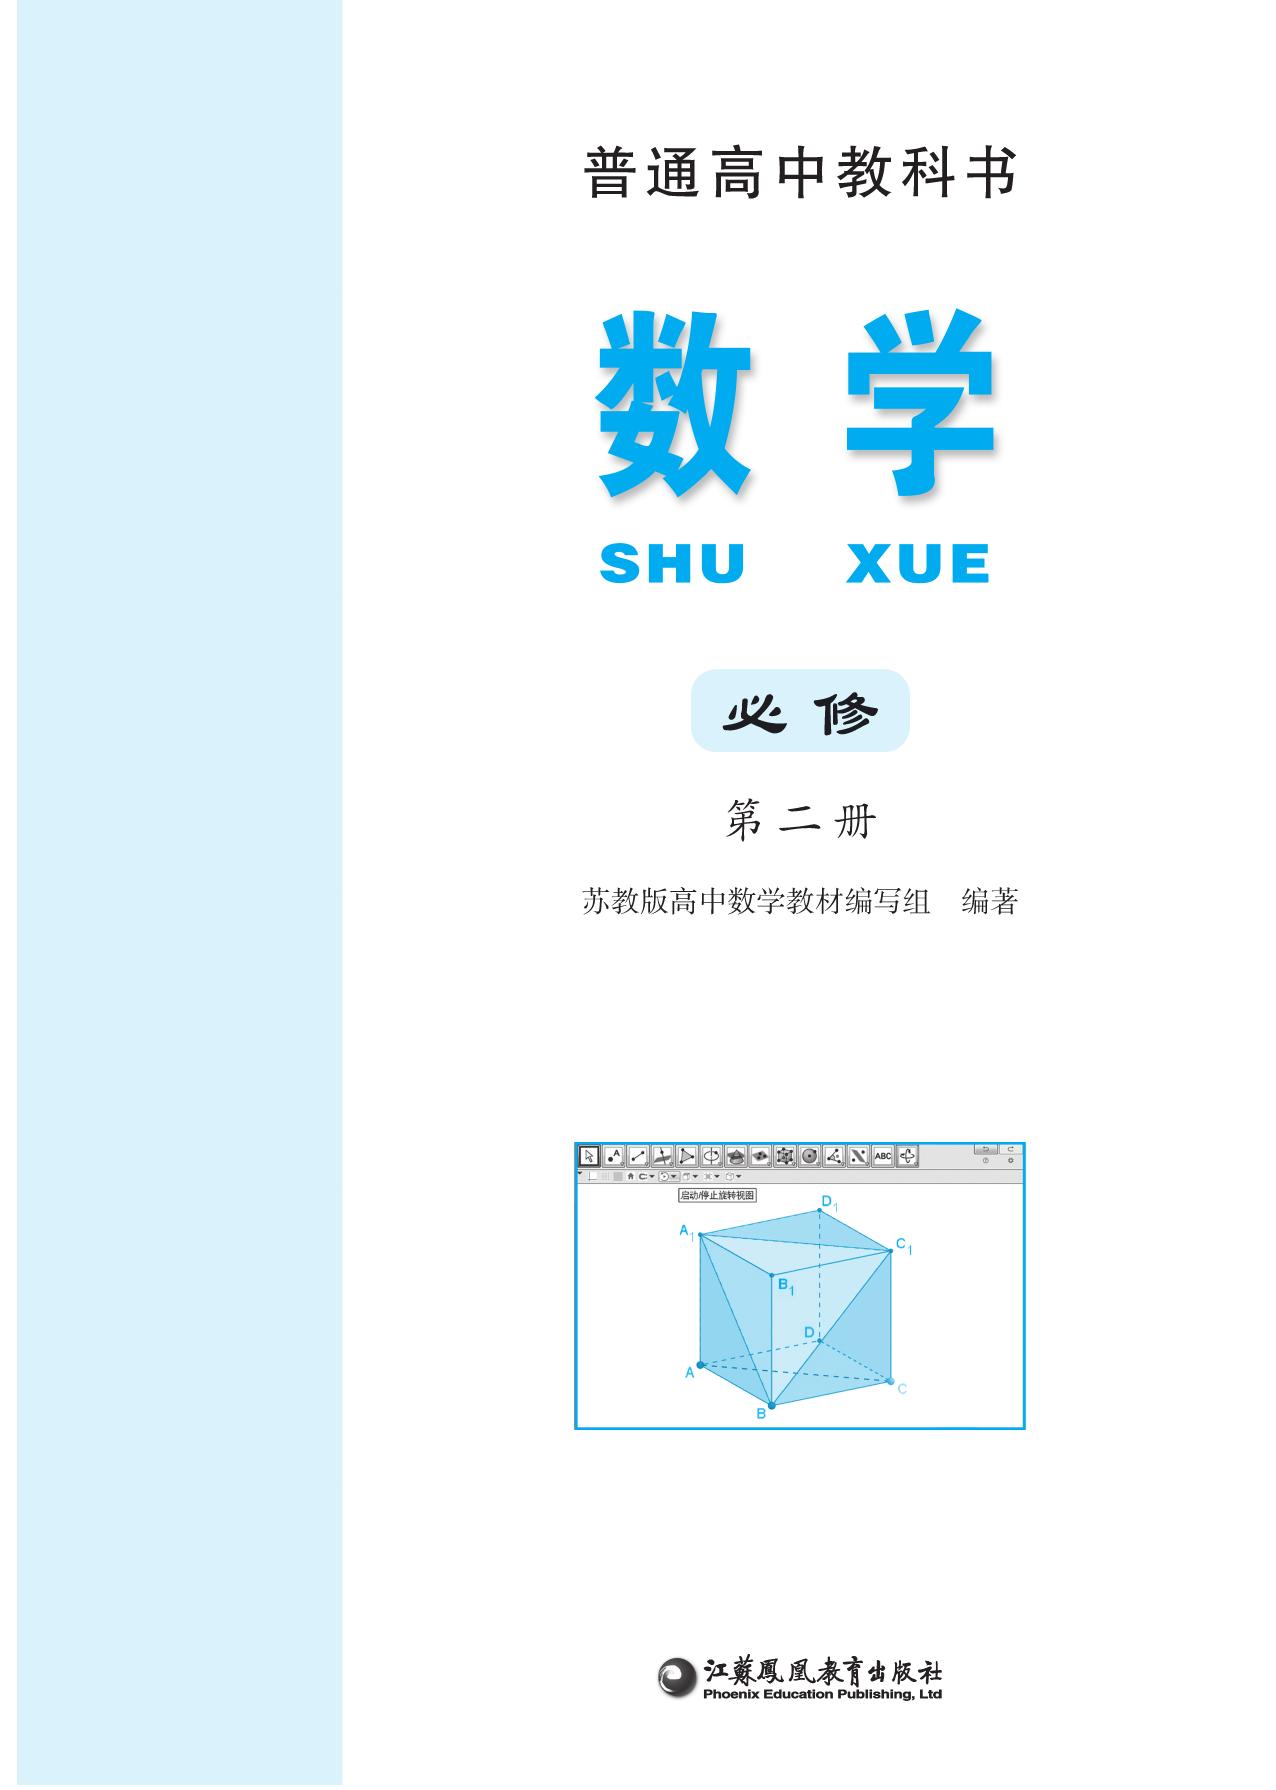 普通高中教科书
数学
SHU XUE
必修
第二册
苏教版高中数学教材编写组 编著
ABC
启动/停止旋转视图
D1
A1
C1
B1
D
A
C
B
江苏凤凰教育出版社
Phoenix Education Publishing, Ltd